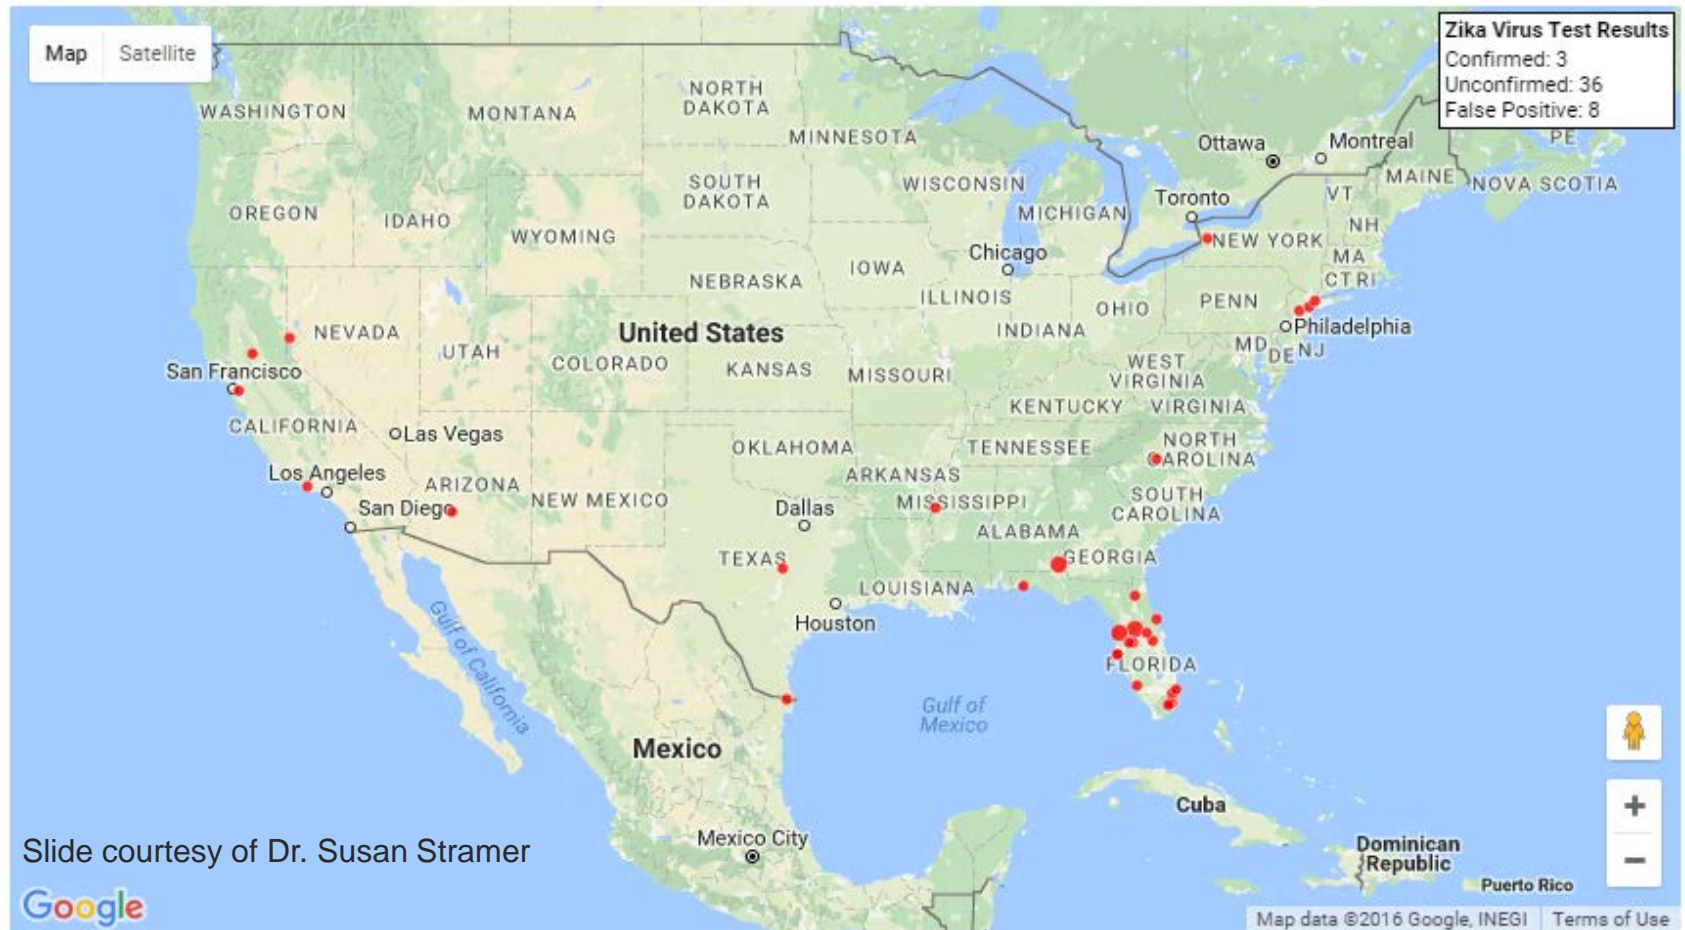 Map Satellite
Zika Virus Test Results
Confirmed: 3
Unconfirmed: 36
False Positive: 8
WASHINGTON
MONTANA
NORTH
DAKOTA
MINNESOTA
Ottawa
Montreal
PE
SOUTH
DAKOTA
WISCONSIN
MICHIGAN
Toronto
VT
MAINE
NOVA SCOTIA
OREGON
IDAHO
WYOMING
NH
NEW YORK
Chicago
MA
IOWA
NEBRASKA
CT RI
ILLINOIS
OHIO
PENN
NEVADA
United States
INDIANA
Philadelphia
MD
DE
NJ
UTAH
COLORADO
KANSAS
MISSOURI
WEST
VIRGINIA
San Francisco
KENTUCKY
VIRGINIA
CALIFORNIA
Las Vegas
OKLAHOMA
TENNESSEE
NORTH
CAROLINA
Los Angeles
ARIZONA
NEW MEXICO
ARKANSAS
San Diego
Dallas
MISSISSIPPI
SOUTH
CAROLINA
ALABAMA
TEXAS
GEORGIA
LOUISIANA
Houston
Gulf of California
FLORIDA
Gulf of
Mexico
Mexico
Cuba
Mexico City
Dominican
Republic
Puerto Rico
Slide courtesy of Dr. Susan Stramer
Google
Map data ©2016 Google, INEGI Terms of Use